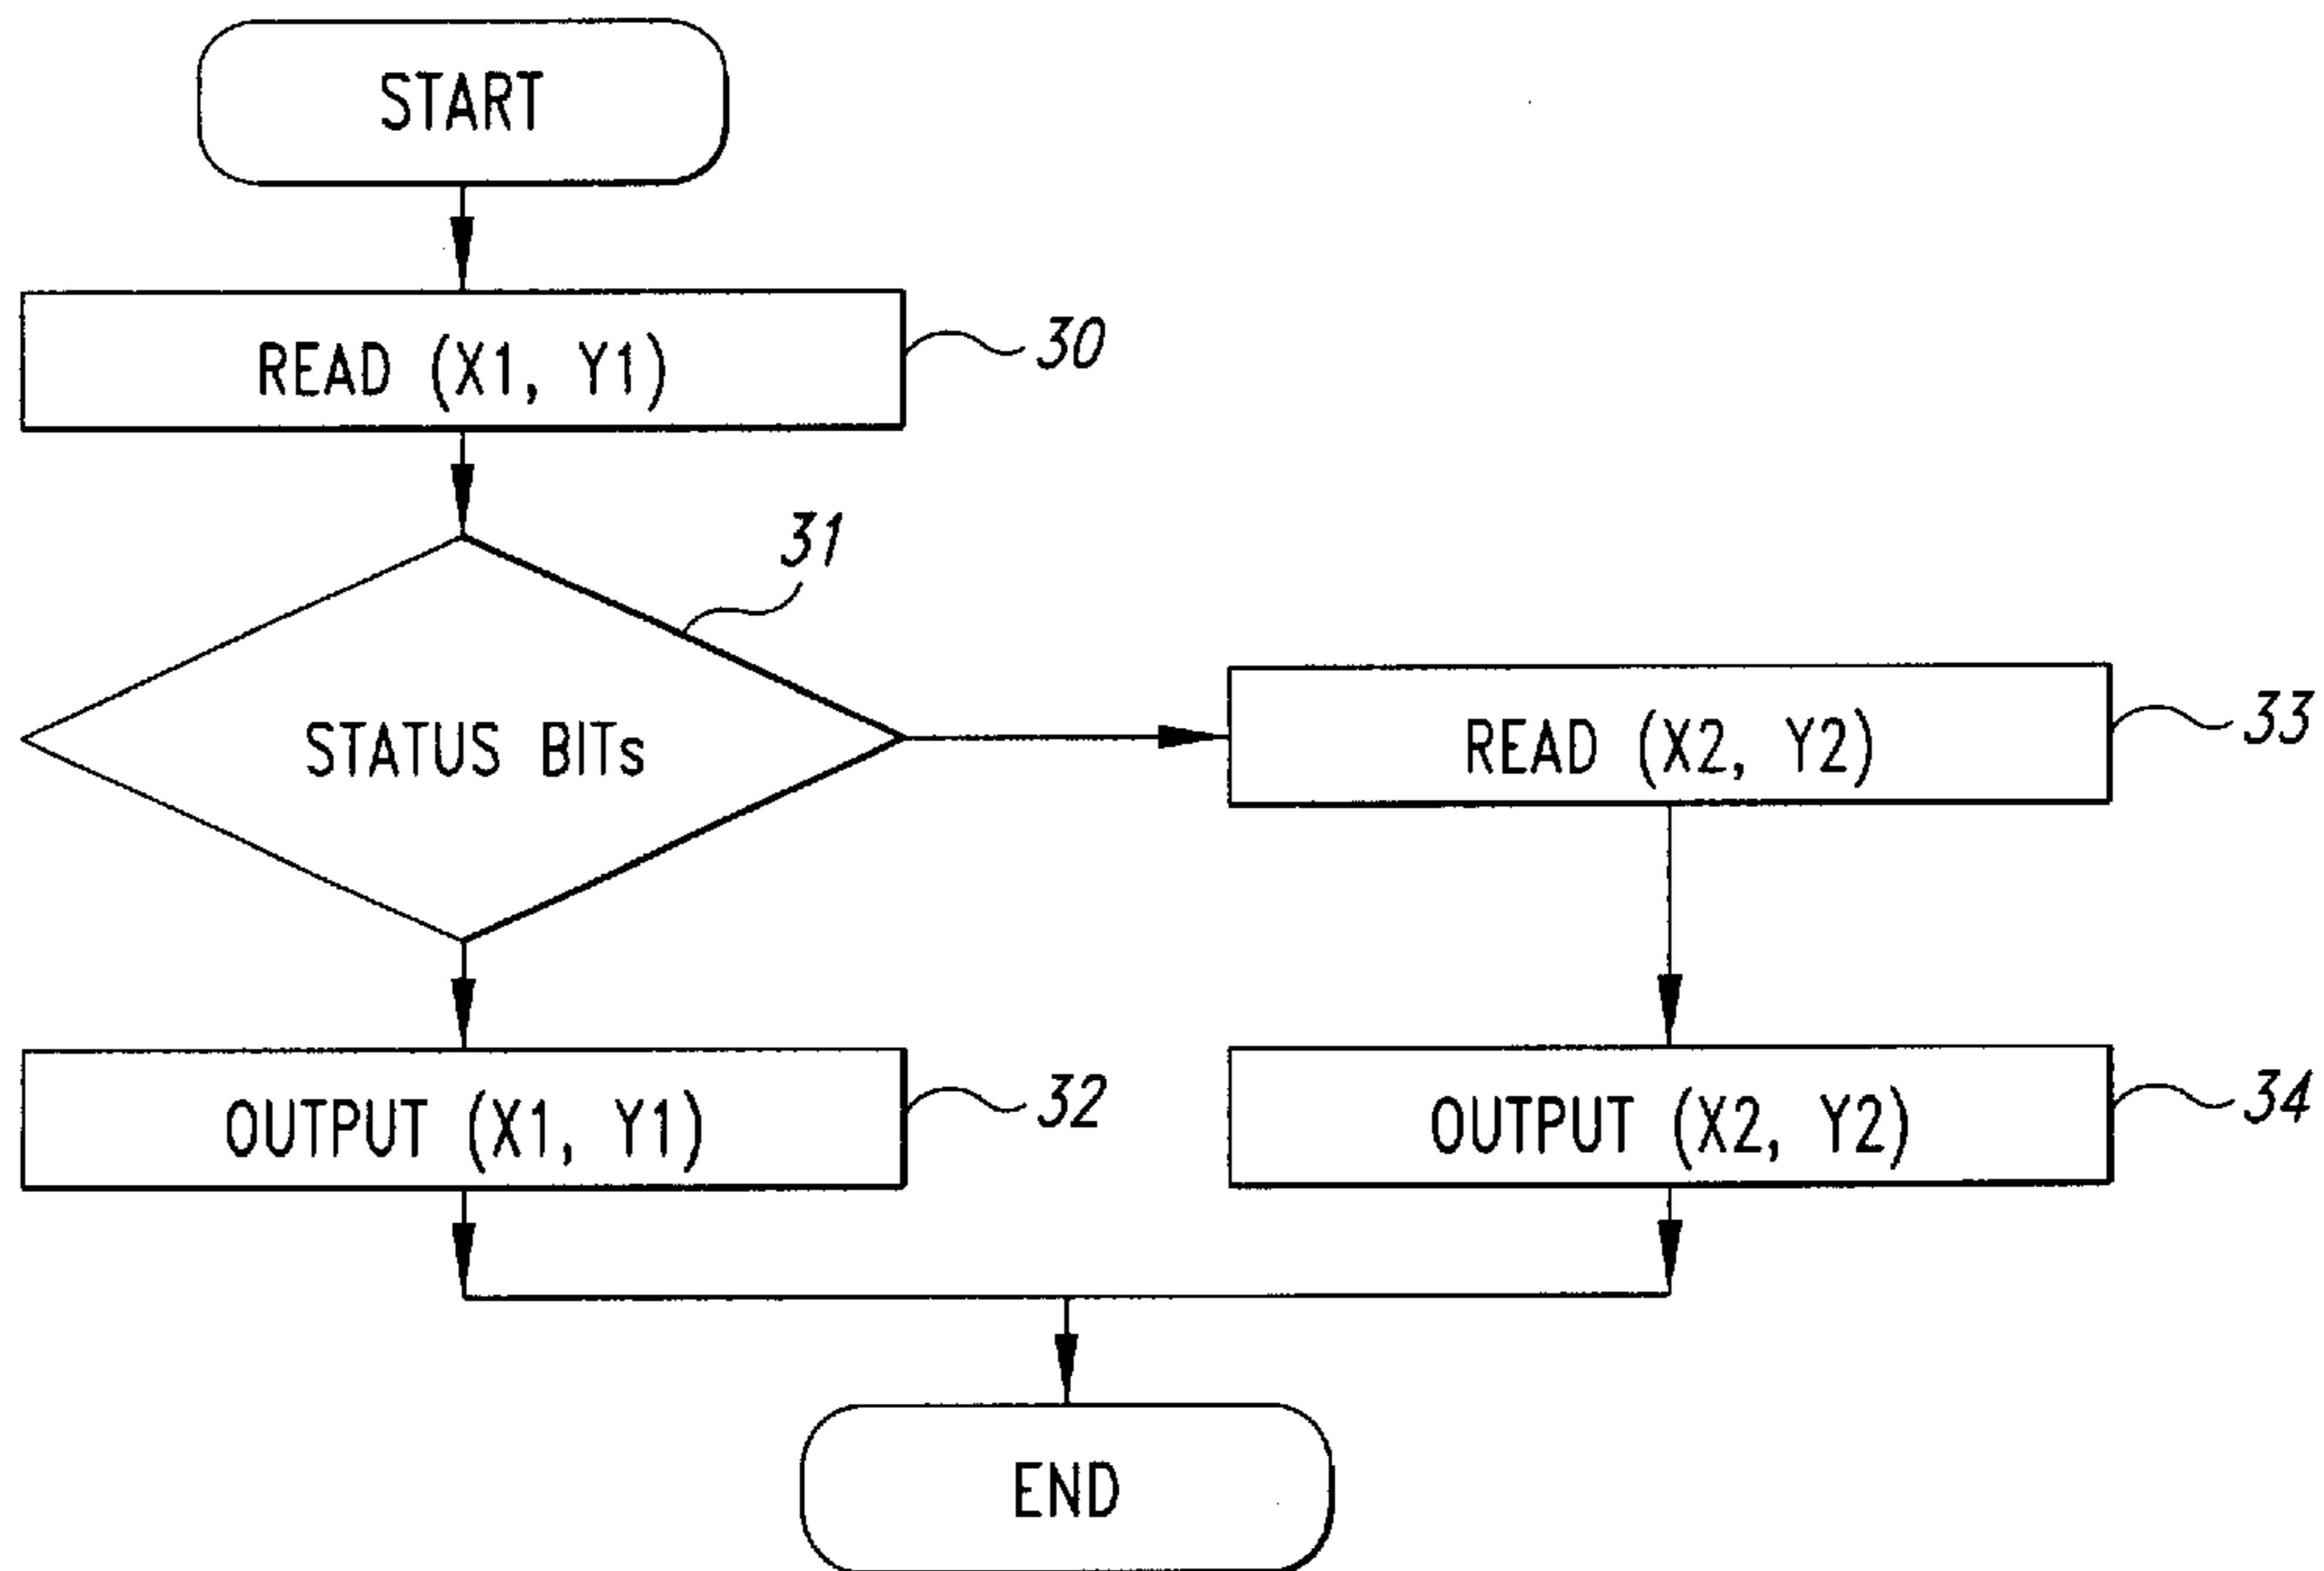 START
READ (X1, Y1)
30
31
STATUS BITs
READ (X2, Y2)
33
OUTPUT (X1, Y1)
32
OUTPUT (X2, Y2)
34
END